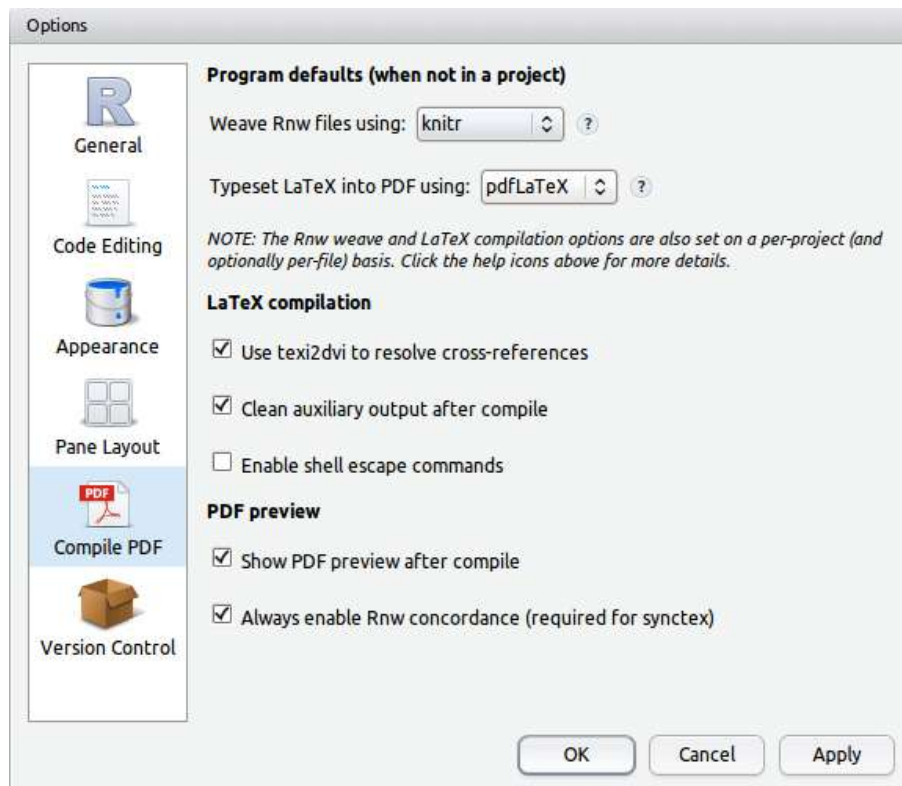 Options
General
Code Editing
Appearance
Pane Layout
PDF
Compile PDF
Version Control
Program defaults (when not in a project)
Weave Rnw files using: knitr ?
Typeset LaTeX into PDF using: pdfLaTeX ?
NOTE: The Rnw weave and LaTeX compilation options are also set on a per-project (and
optionally per-file) basis. Click the help icons above for more details.
LaTeX compilation
Use texi2dvi to resolve cross-references
Clean auxiliary output after compile
Enable shell escape commands
PDF preview
Show PDF preview after compile
Always enable Rnw concordance (required for synctex)
OK Cancel Apply